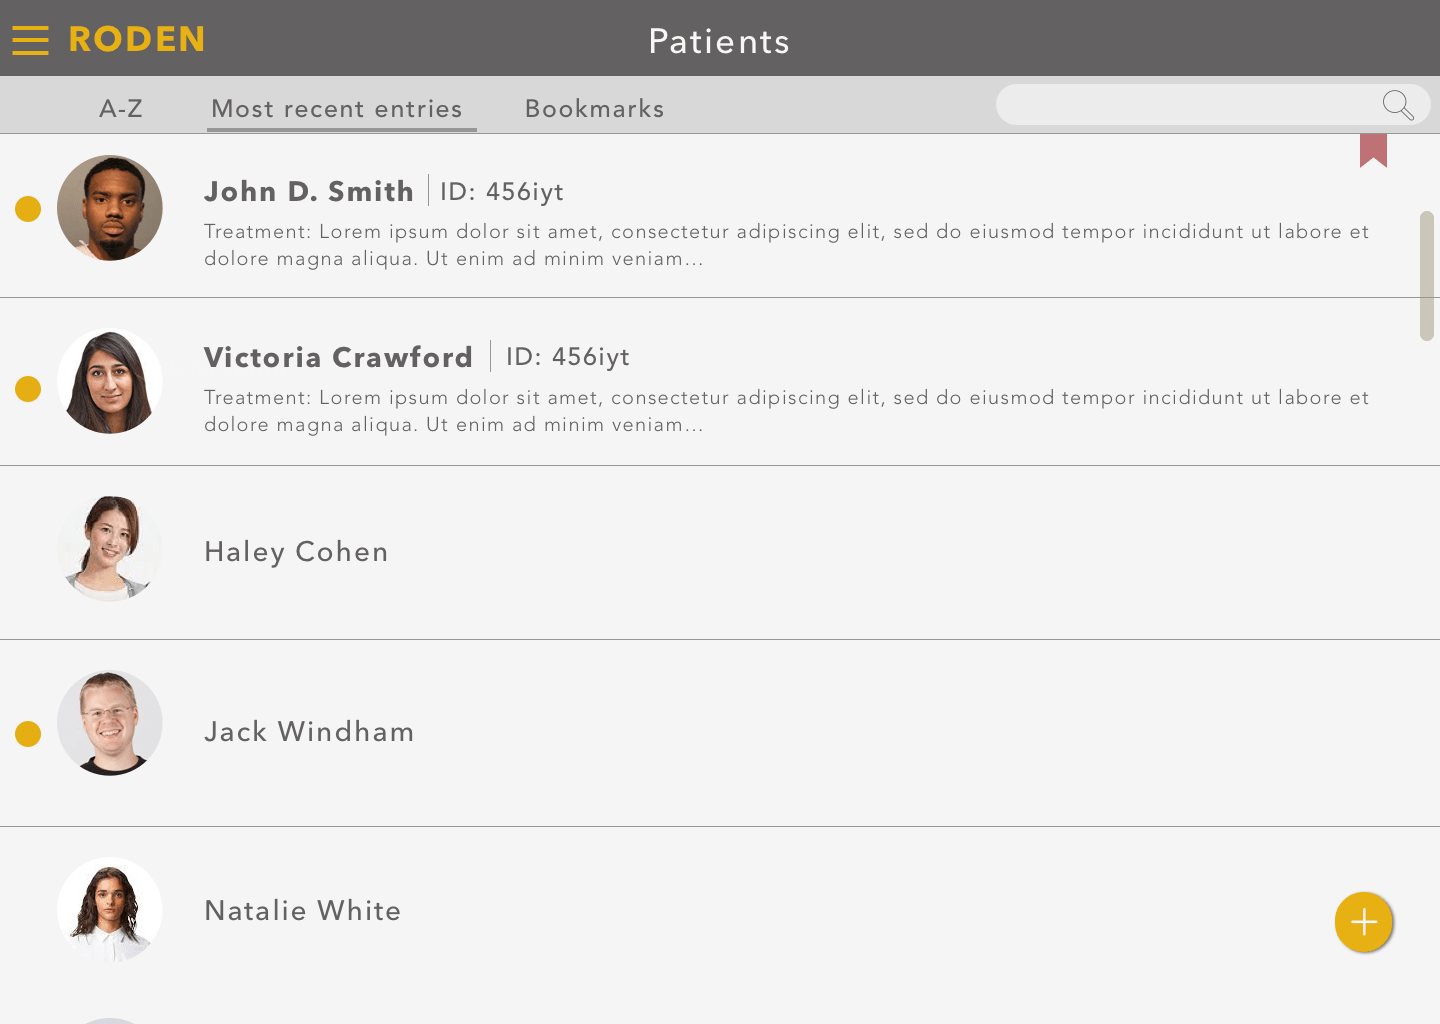 RODEN
Patients
A-Z
Most recent entries
Bookmarks
John D. Smith
ID: 456iyt
Treatment: Lorem ipsum dolor sit amet, consectetur adipiscing elit, sed do eiusmod tempor incididunt ut labore et
dolore magna aliqua. Ut enim ad minim veniam...
Victoria Crawford
ID: 456iyt
Treatment: Lorem ipsum dolor sit amet, consectetur adipiscing elit, sed do eiusmod tempor incididunt ut labore et
dolore magna aliqua. Ut enim ad minim veniam...
Haley Cohen
Jack Windham
Natalie White